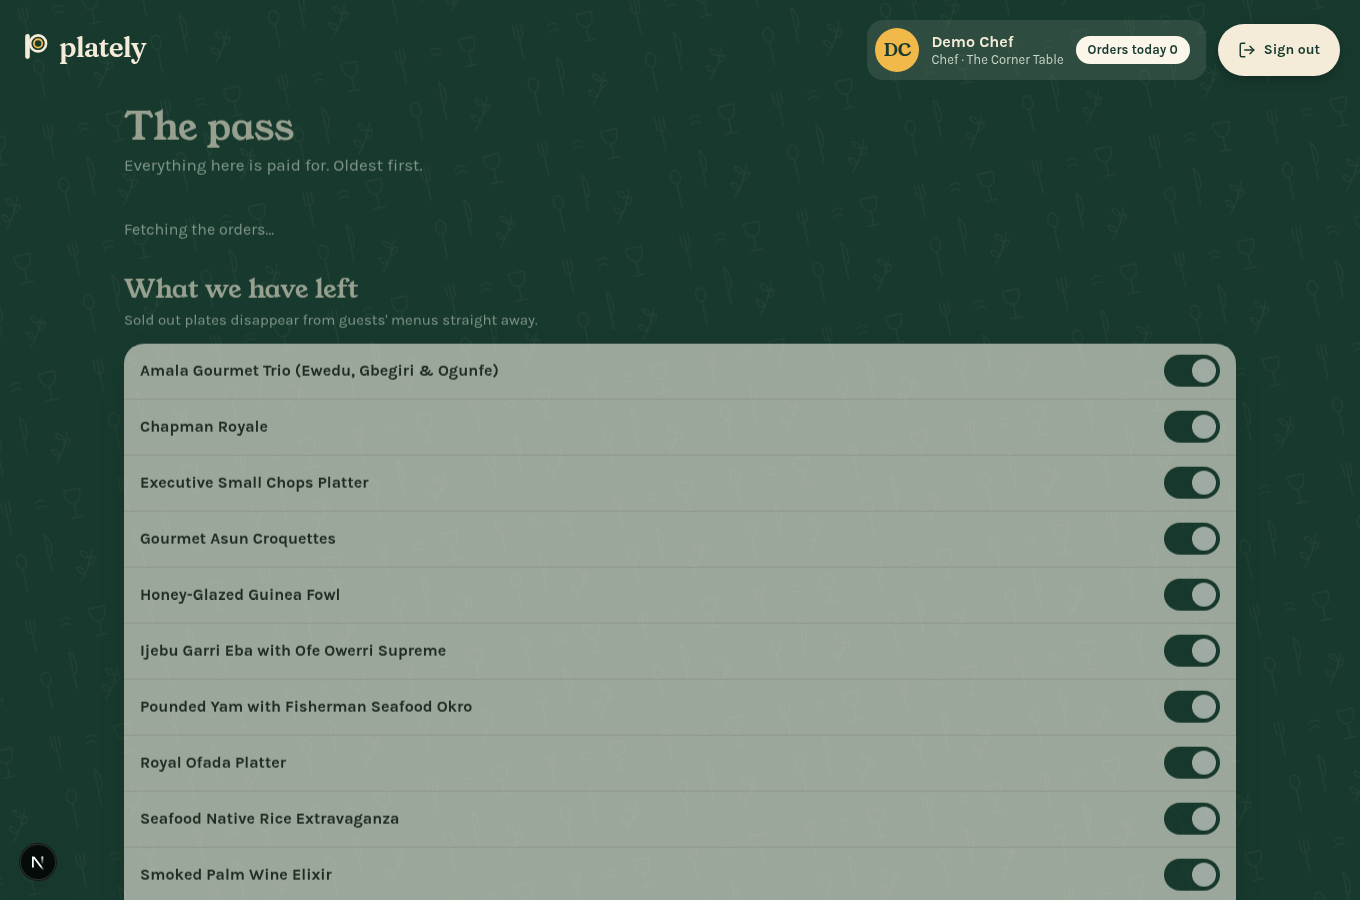 plately
DC
Demo Chef
Chef · The Corner Table
Orders today 0
Sign out
The pass
Everything here is paid for. Oldest first.
Fetching the orders...
What we have left
Sold out plates disappear from guests' menus straight away.
Amala Gourmet Trio (Ewedu, Gbegiri & Ogunfe)
Chapman Royale
Executive Small Chops Platter
Gourmet Asun Croquettes
Honey-Glazed Guinea Fowl
Ijebu Garri Eba with Ofe Owerri Supreme
Pounded Yam with Fisherman Seafood Okro
Royal Ofada Platter
Seafood Native Rice Extravaganza
Smoked Palm Wine Elixir
N